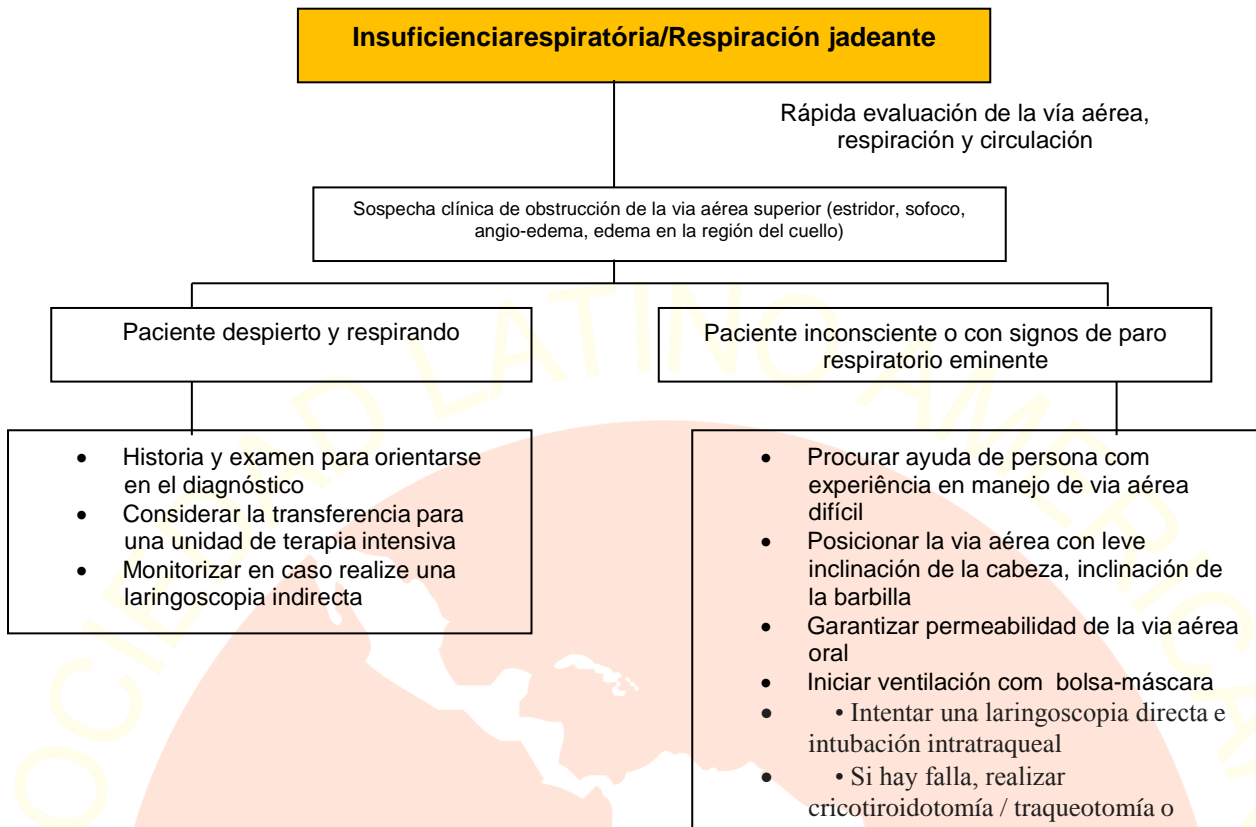 Insuficienciarespiratória/Respiración jadeante
Rápida evaluación de la vía aérea,
respiración y circulación
Sospecha clínica de obstrucción de la via aérea superior (estridor, sofoco,
angio-edema, edema en la región del cuello)
Paciente despierto y respirando
Paciente inconsciente o con signos de paro
respiratorio eminente
• Historia y examen para orientarse
en el diagnóstico
• Considerar la transferencia para
una unidad de terapia intensiva
• Monitorizar en caso realize una
laringoscopia indirecta
• Procurar ayuda de persona com
experiência en manejo de via aérea
difícil
• Posicionar la via aérea con leve
inclinación de la cabeza, inclinación de
la barbilla
• Garantizar permeabilidad de la via aérea
oral
• Iniciar ventilación com bolsa-máscara
• • Intentar una laringoscopia directa e
intubación intratraqueal
• • Si hay falla, realizar
cricotiroidotomía / traqueotomía o
SOCIEDAD LATINO AMERICAN